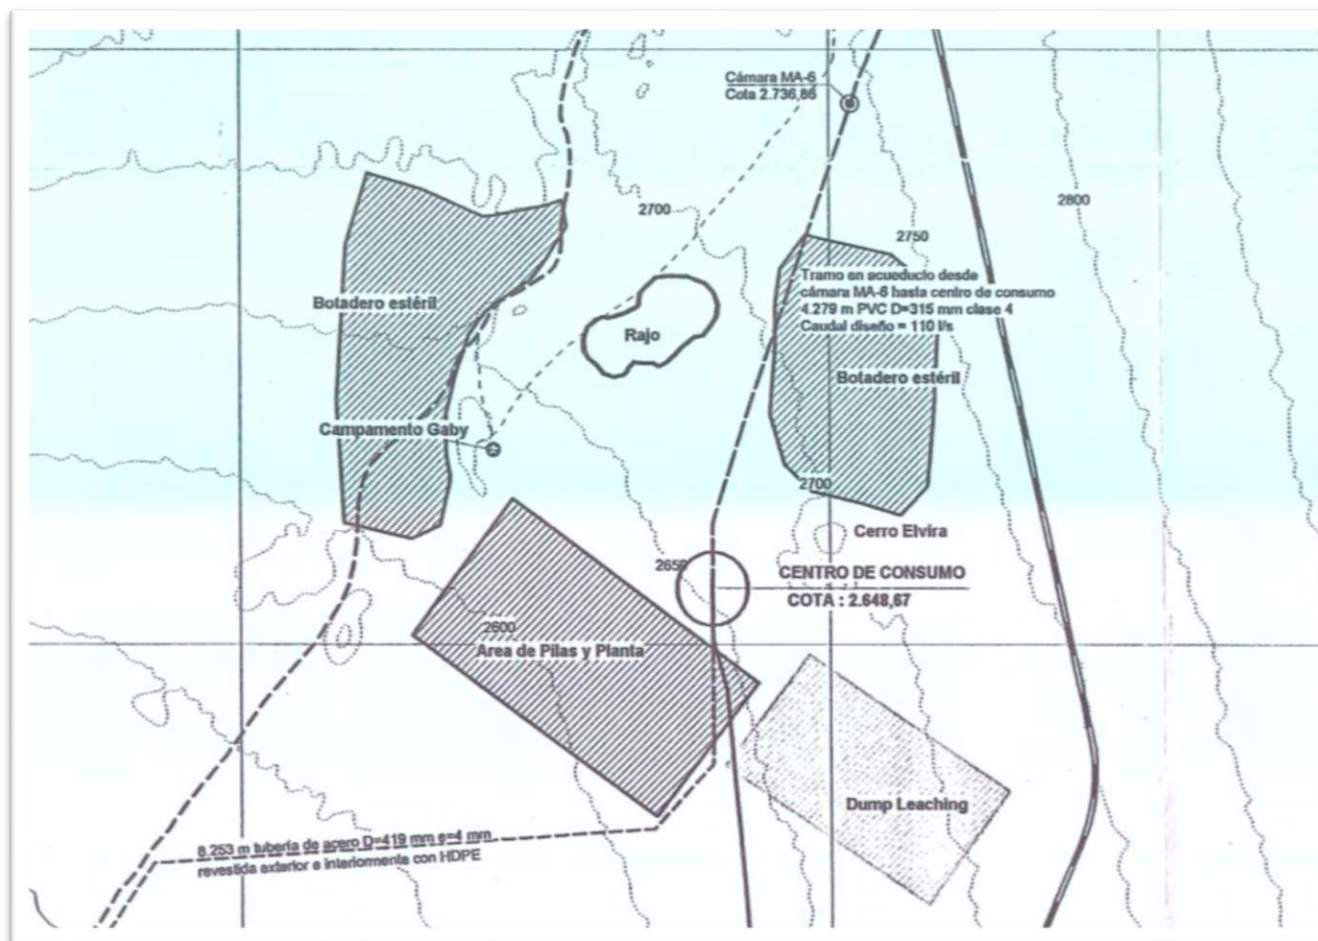 Cámara MA-6
Cota 2.736,86
2700
2800
2750
Tramo en acueducto desde
cámara MA-6 hasta centro de consumo
4.279 m PVC D=315 mm clase 4
Caudal diseño = 110 l/s
Botadero estéril
Rajo
Botadero estéril
Campamento Gaby
2700
Cerro Elvira
2650
CENTRO DE CONSUMO
COTA : 2.648,67
2600
Area de Pilas y Planta
Dump Leaching
8.253 m tubería de acero D=419 mm e=4 mm
revestida exterior e interiormente con HDPE